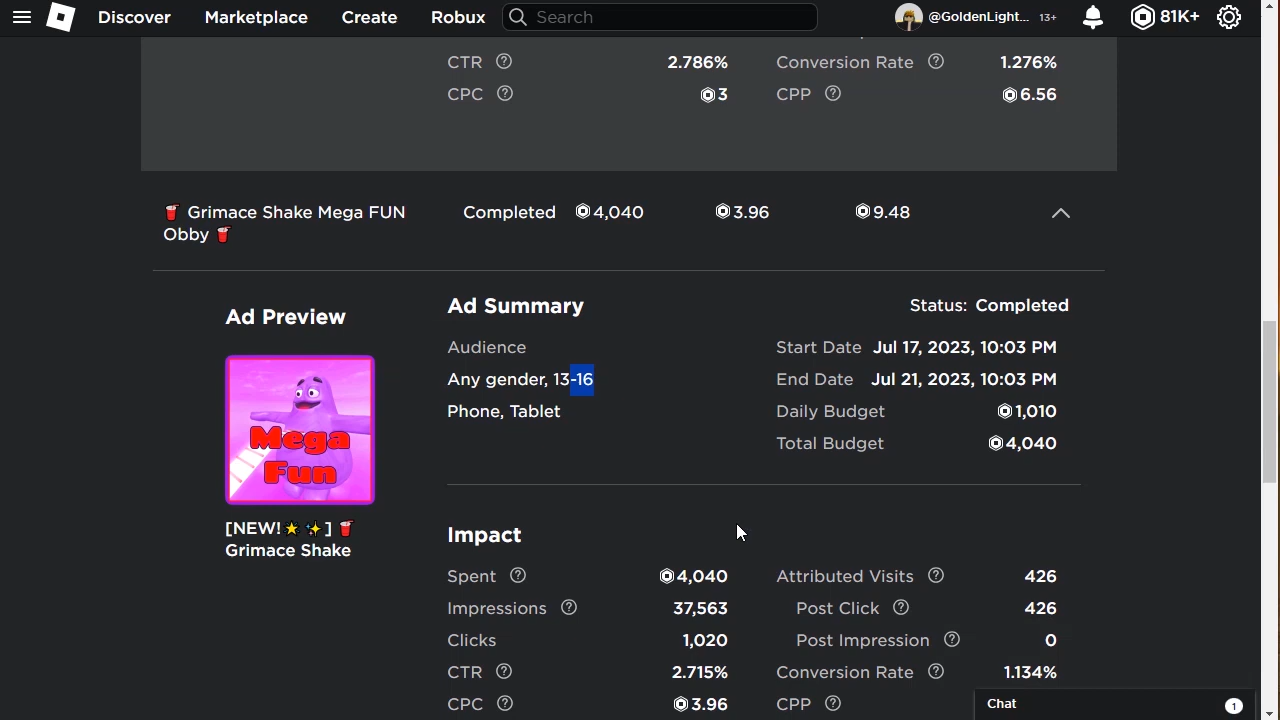 Discover Marketplace Create Robux Search @GoldenLight... 13+ 81K+
CTR 2.786% Conversion Rate 1.276%
CPC 3 CPP 6.56
🥤 Grimace Shake Mega FUN Completed 4,040 3.96 9.48
Obby 🥤
Ad Summary Status: Completed
Ad Preview
Audience Start Date Jul 17, 2023, 10:03 PM
Any gender, 13-16 End Date Jul 21, 2023, 10:03 PM
Phone, Tablet Daily Budget 1,010
Total Budget 4,040
Mega
Fun
[NEW!🌟✨] 🥤
Grimace Shake
Impact
Spent 4,040 Attributed Visits 426
Impressions 37,563 Post Click 426
Clicks 1,020 Post Impression 0
CTR 2.715% Conversion Rate 1.134%
CPC 3.96 CPP
Chat 1